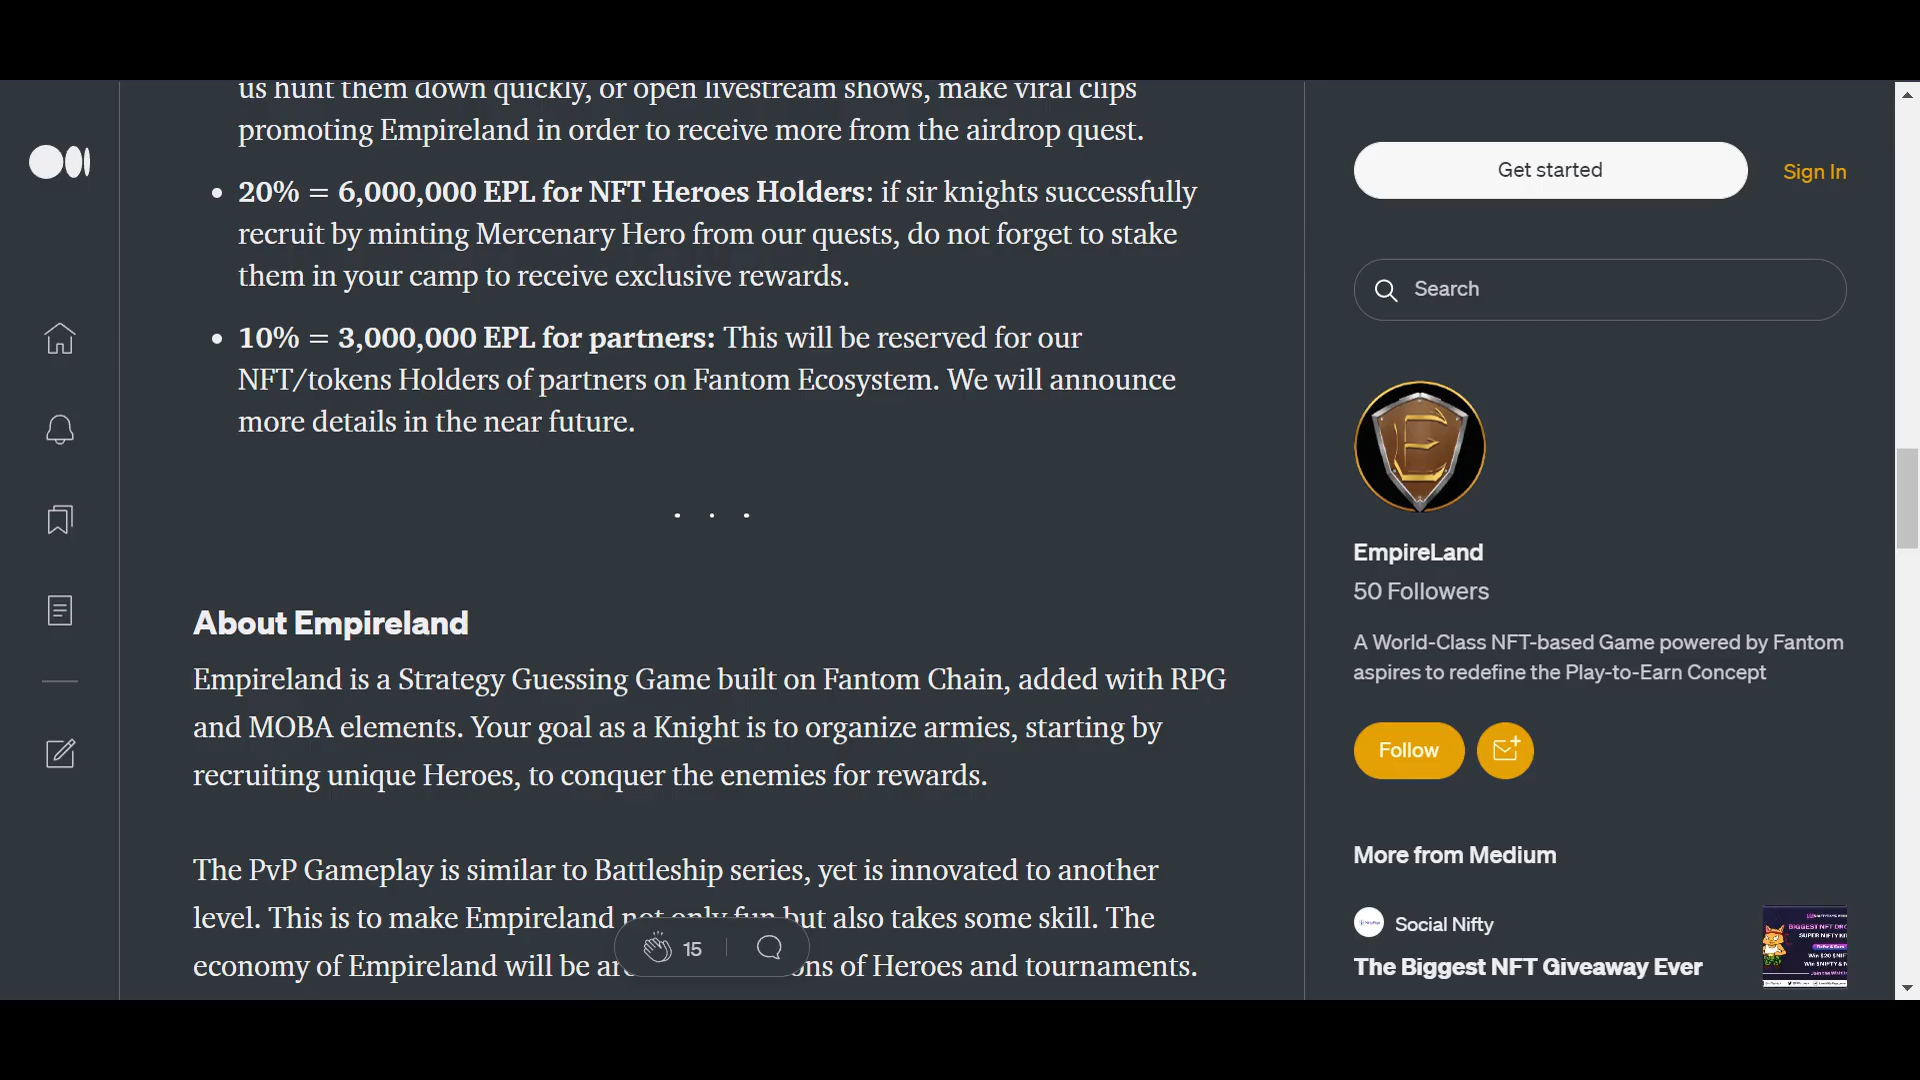 us hunt them down quickly, or open livestream shows, make viral clips
promoting Empireland in order to receive more from the airdrop quest.
20% = 6,000,000 EPL for NFT Heroes Holders: if sir knights successfully
recruit by minting Mercenary Hero from our quests, do not forget to stake
them in your camp to receive exclusive rewards.
10% = 3,000,000 EPL for partners: This will be reserved for our
NFT/tokens Holders of partners on Fantom Ecosystem. We will announce
more details in the near future.
. . .
About Empireland
Empireland is a Strategy Guessing Game built on Fantom Chain, added with RPG
and MOBA elements. Your goal as a Knight is to organize armies, starting by
recruiting unique Heroes, to conquer the enemies for rewards.
The PvP Gameplay is similar to Battleship series, yet is innovated to another
level. This is to make Empireland not only fun but also takes some skill. The
economy of Empireland will be ns of Heroes and tournaments.
15
Get started
Sign In
Search
E
EmpireLand
50 Followers
A World-Class NFT-based Game powered by Fantom
aspires to redefine the Play-to-Earn Concept
Follow
More from Medium
Social Nifty
The Biggest NFT Giveaway Ever
BIGGEST NFT DR
SUPER NIFTY KI